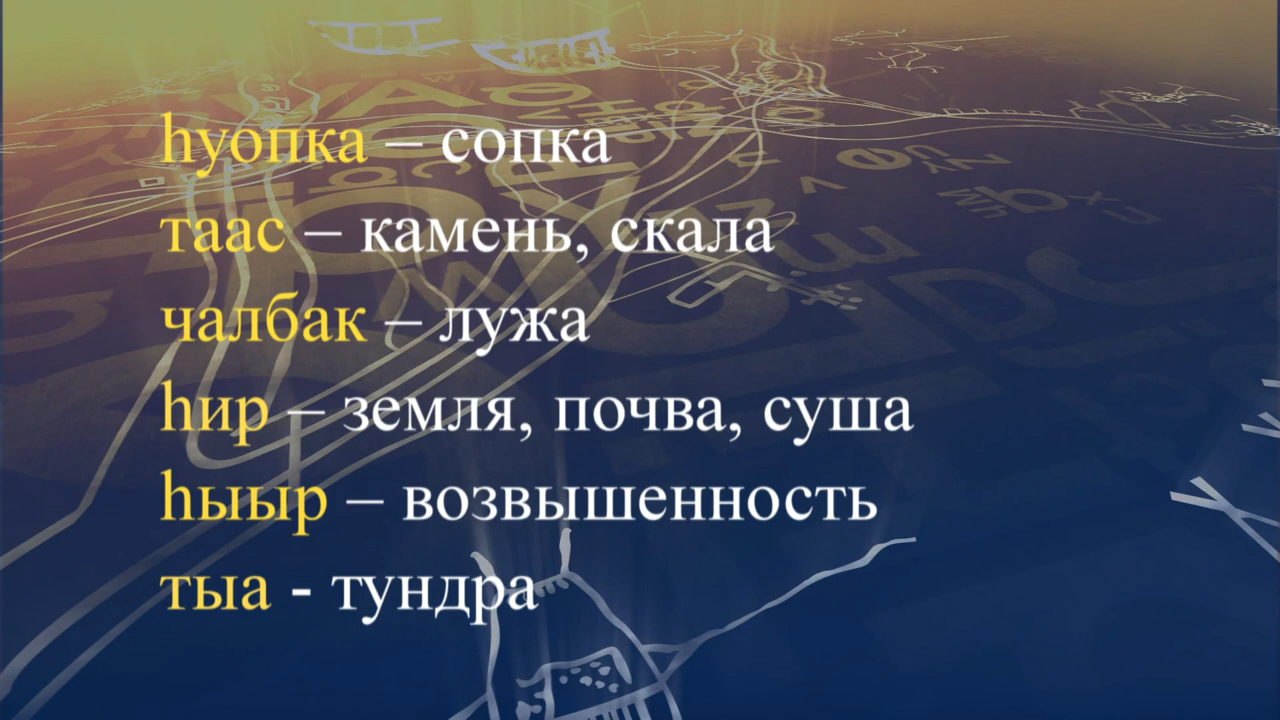 һуопка – сопка
таас – камень, скала
чалбак – лужа
һир – земля, почва, суша
һыыр – возвышенность
тыа - тундра